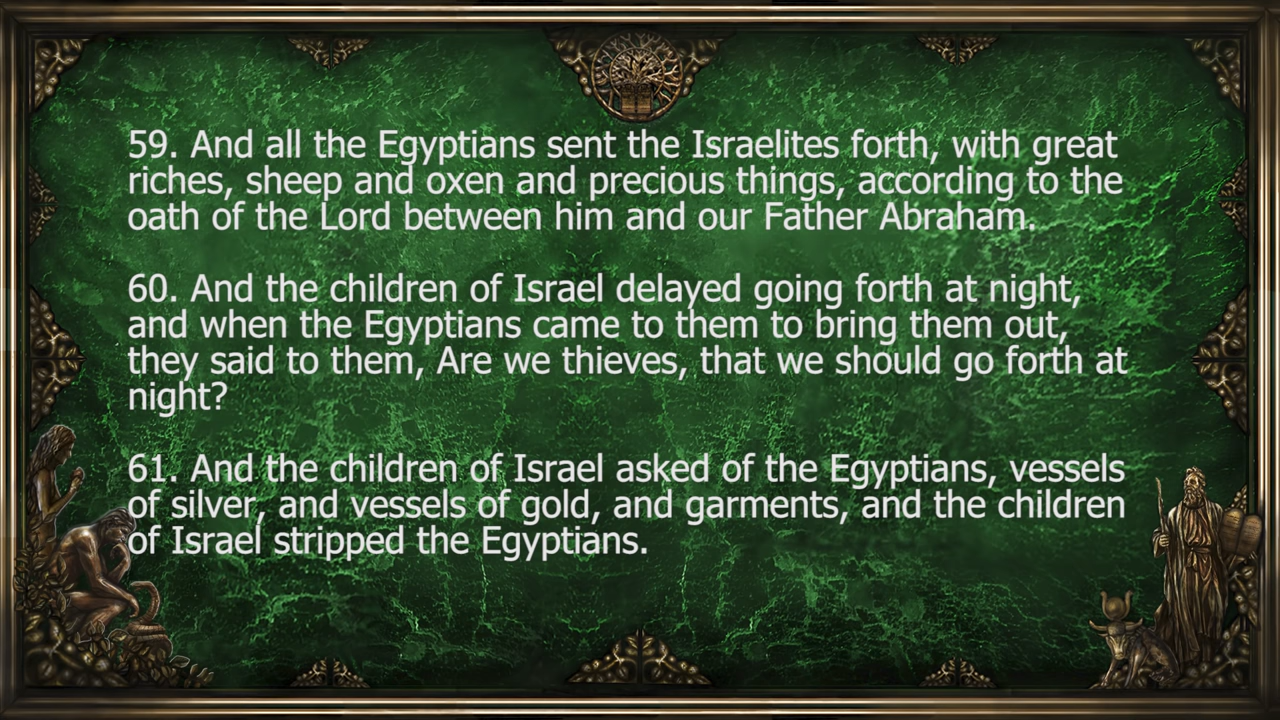 59. And all the Egyptians sent the Israelites forth, with great
riches, sheep and oxen and precious things, according to the
oath of the Lord between him and our Father Abraham.
60. And the children of Israel delayed going forth at night,
and when the Egyptians came to them to bring them out,
they said to them, Are we thieves, that we should go forth at
night?
61. And the children of Israel asked of the Egyptians, vessels
of silver, and vessels of gold, and garments, and the children
of Israel stripped the Egyptians.